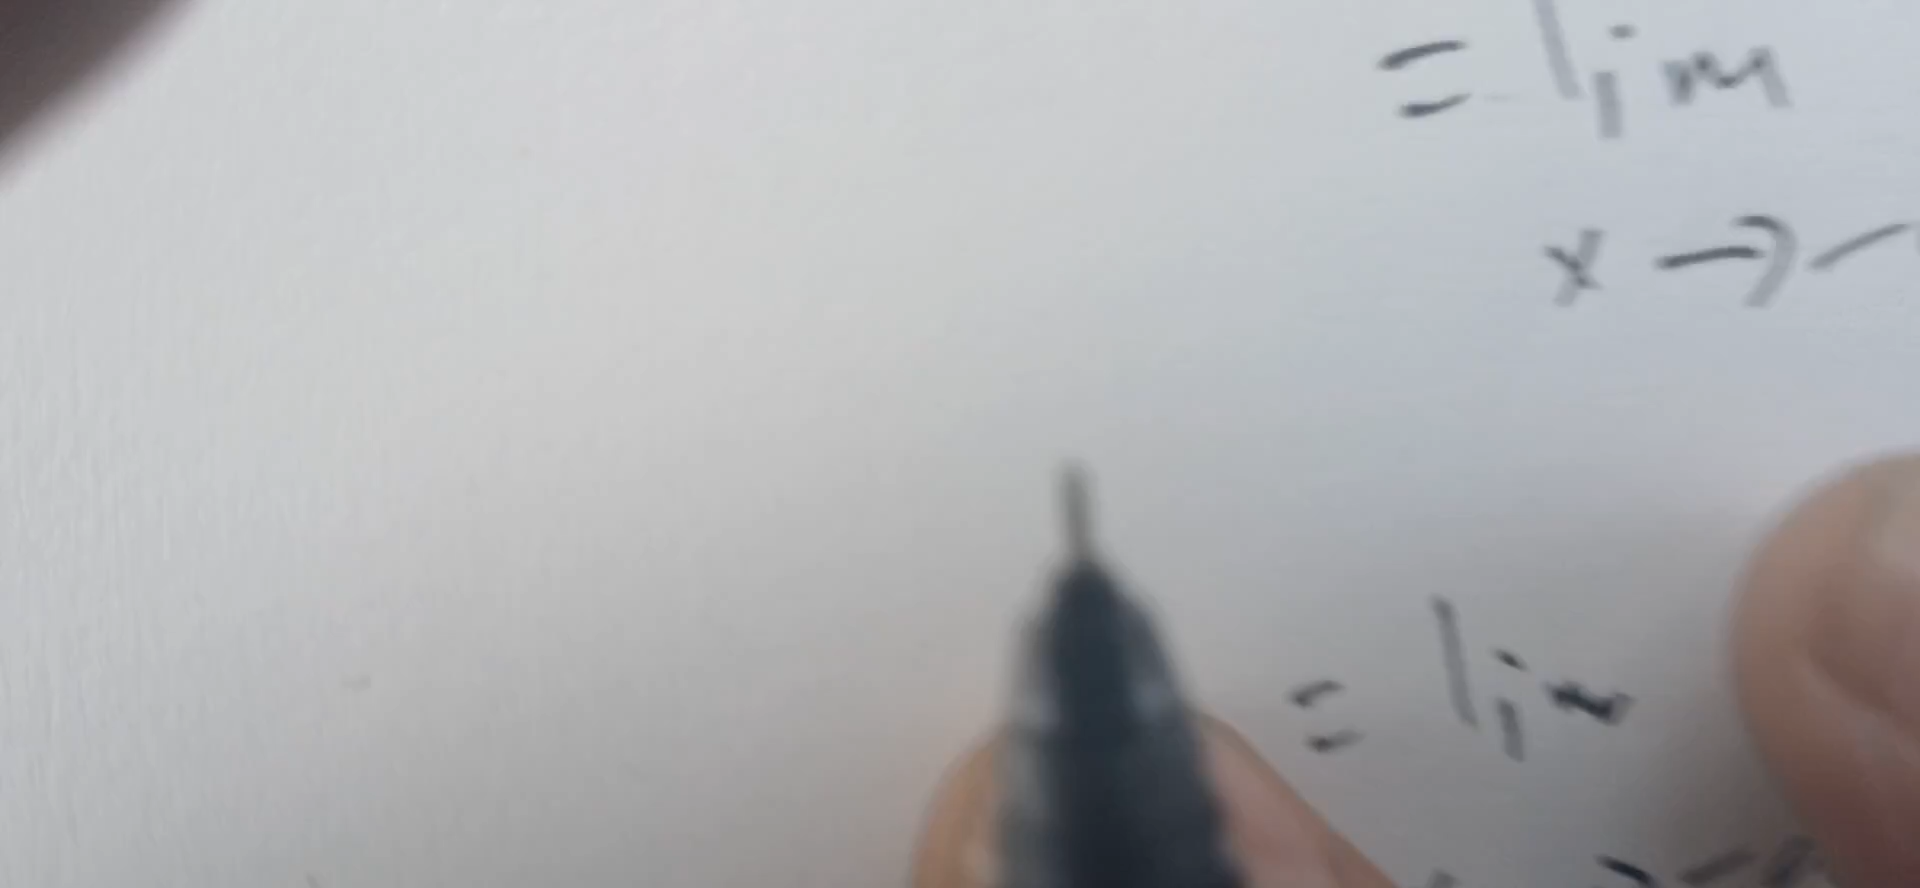 = lim
x → -
= lim